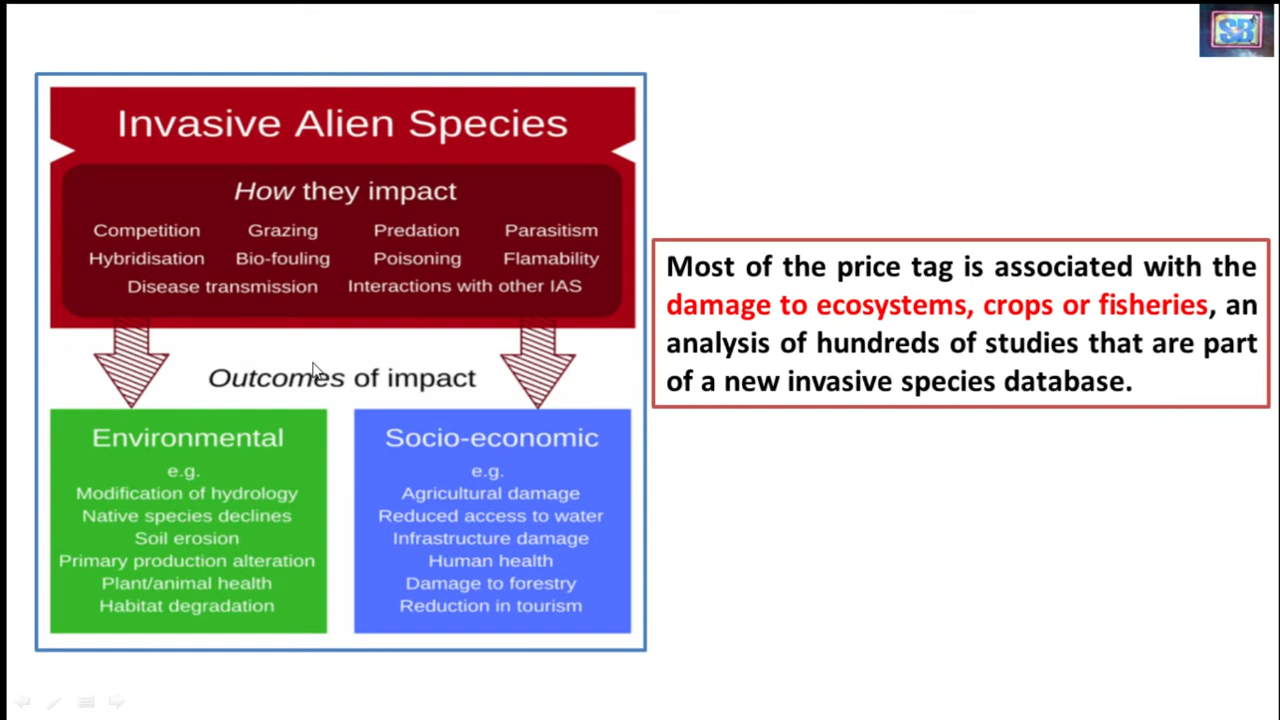 SB
Invasive Alien Species
How they impact
Competition Grazing Predation Parasitism
Hybridisation Bio-fouling Poisoning Flamability
Disease transmission Interactions with other IAS
Outcomes of impact
Environmental
e.g.
Modification of hydrology
Native species declines
Soil erosion
Primary production alteration
Plant/animal health
Habitat degradation
Socio-economic
e.g.
Agricultural damage
Reduced access to water
Infrastructure damage
Human health
Damage to forestry
Reduction in tourism
Most of the price tag is associated with the
damage to ecosystems, crops or fisheries, an
analysis of hundreds of studies that are part
of a new invasive species database.